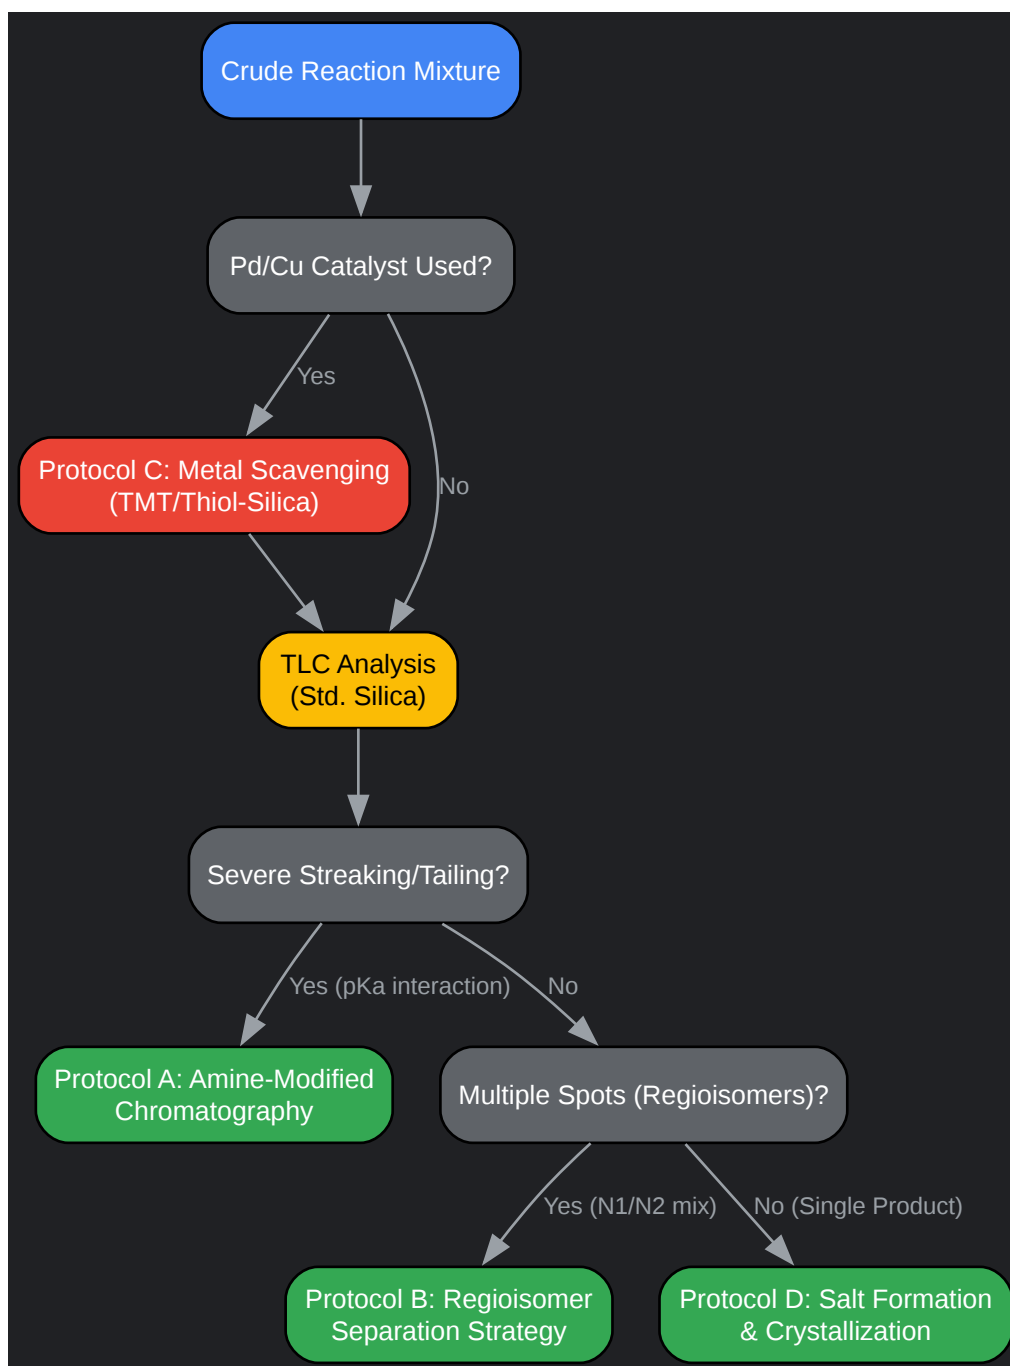 Crude Reaction Mixture
Pd/Cu Catalyst Used?
Yes
Protocol C: Metal Scavenging
(TMT/Thiol-Silica)
No
TLC Analysis
(Std. Silica)
Severe Streaking/Tailing?
Yes (pKa interaction)
No
Protocol A: Amine-Modified
Chromatography
Multiple Spots (Regioisomers)?
Yes (N1/N2 mix)
No (Single Product)
Protocol B: Regioisomer
Separation Strategy
Protocol D: Salt Formation
& Crystallization